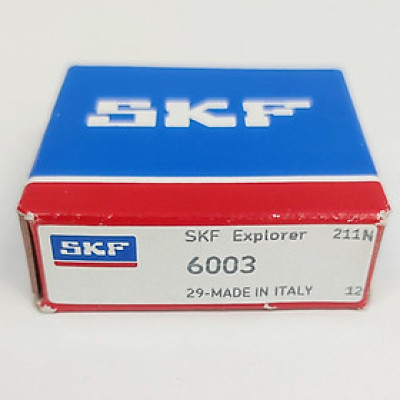 SKF
SKF
SKF Explorer 211N
6003
29-MADE IN ITALY 12